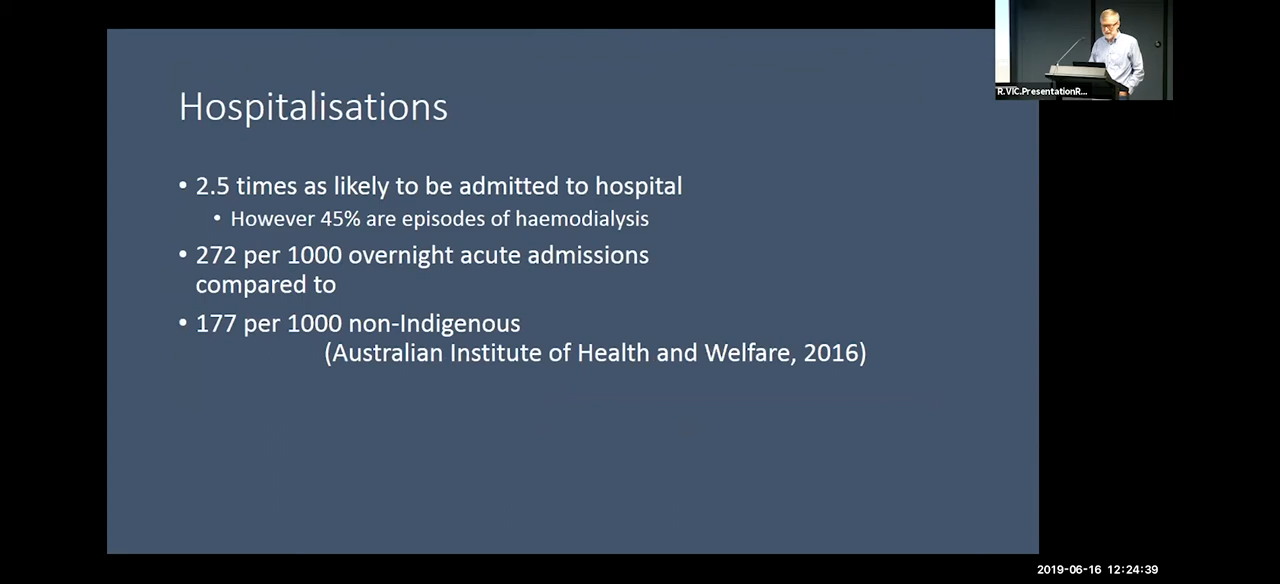 R.VIC.PresentationR...
Hospitalisations
• 2.5 times as likely to be admitted to hospital
• However 45% are episodes of haemodialysis
• 272 per 1000 overnight acute admissions
compared to
• 177 per 1000 non-Indigenous
(Australian Institute of Health and Welfare, 2016)
2019-06-16 12:24:39